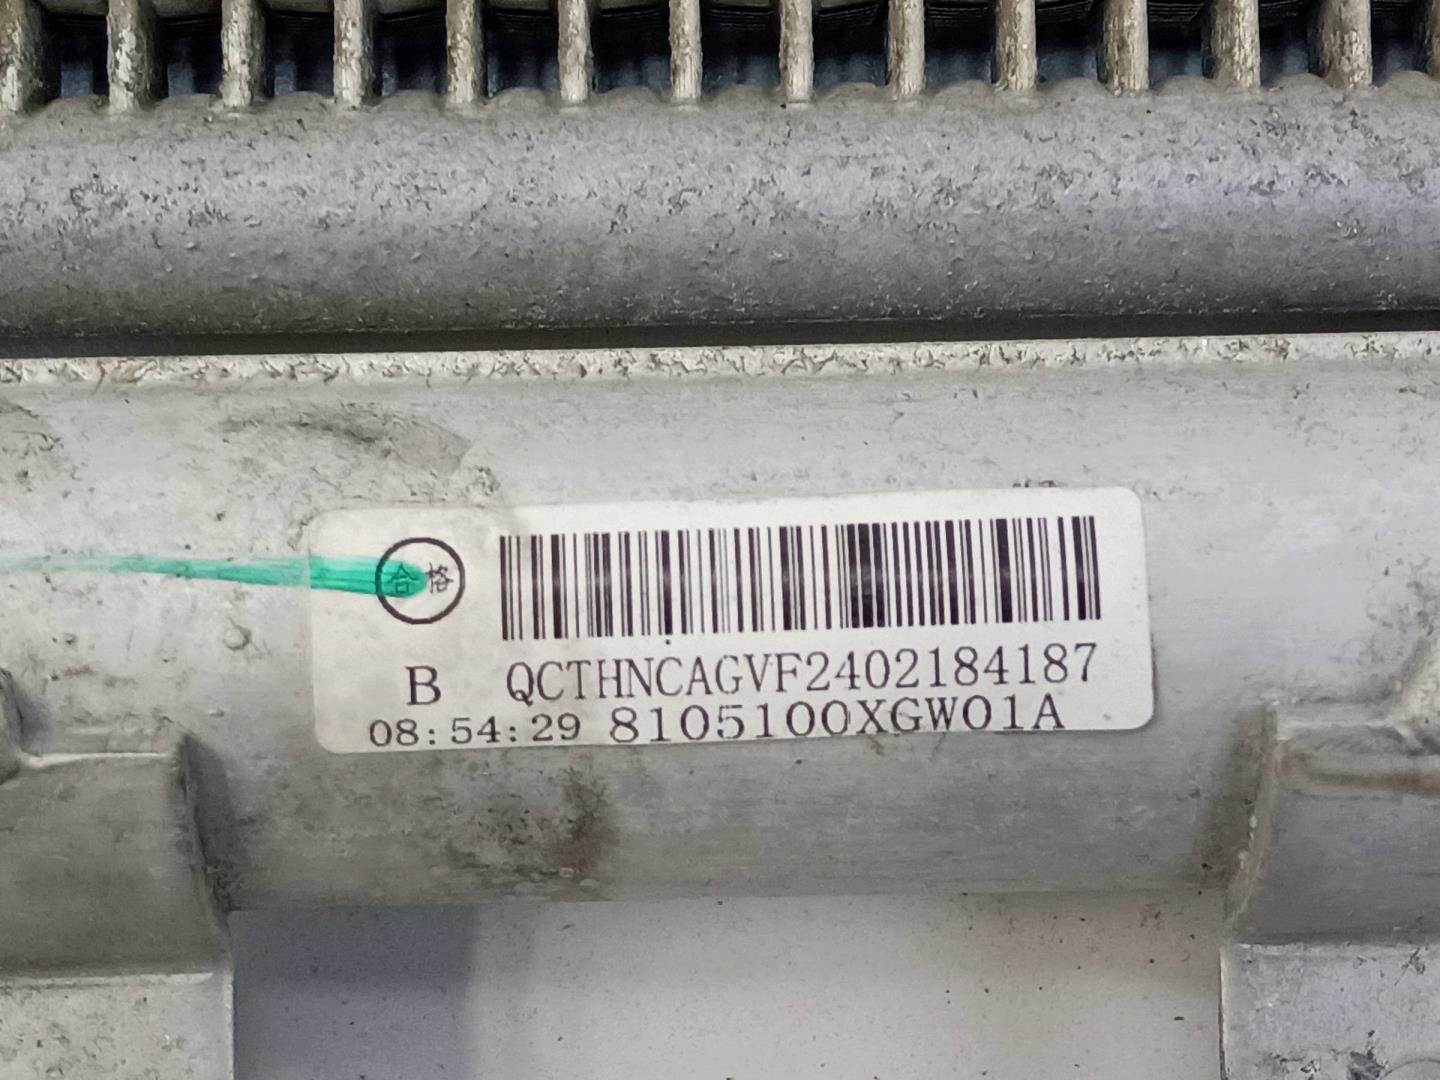 合格
B QCTHNCAGVF2402184187
08:54:29 8105100XGW01A